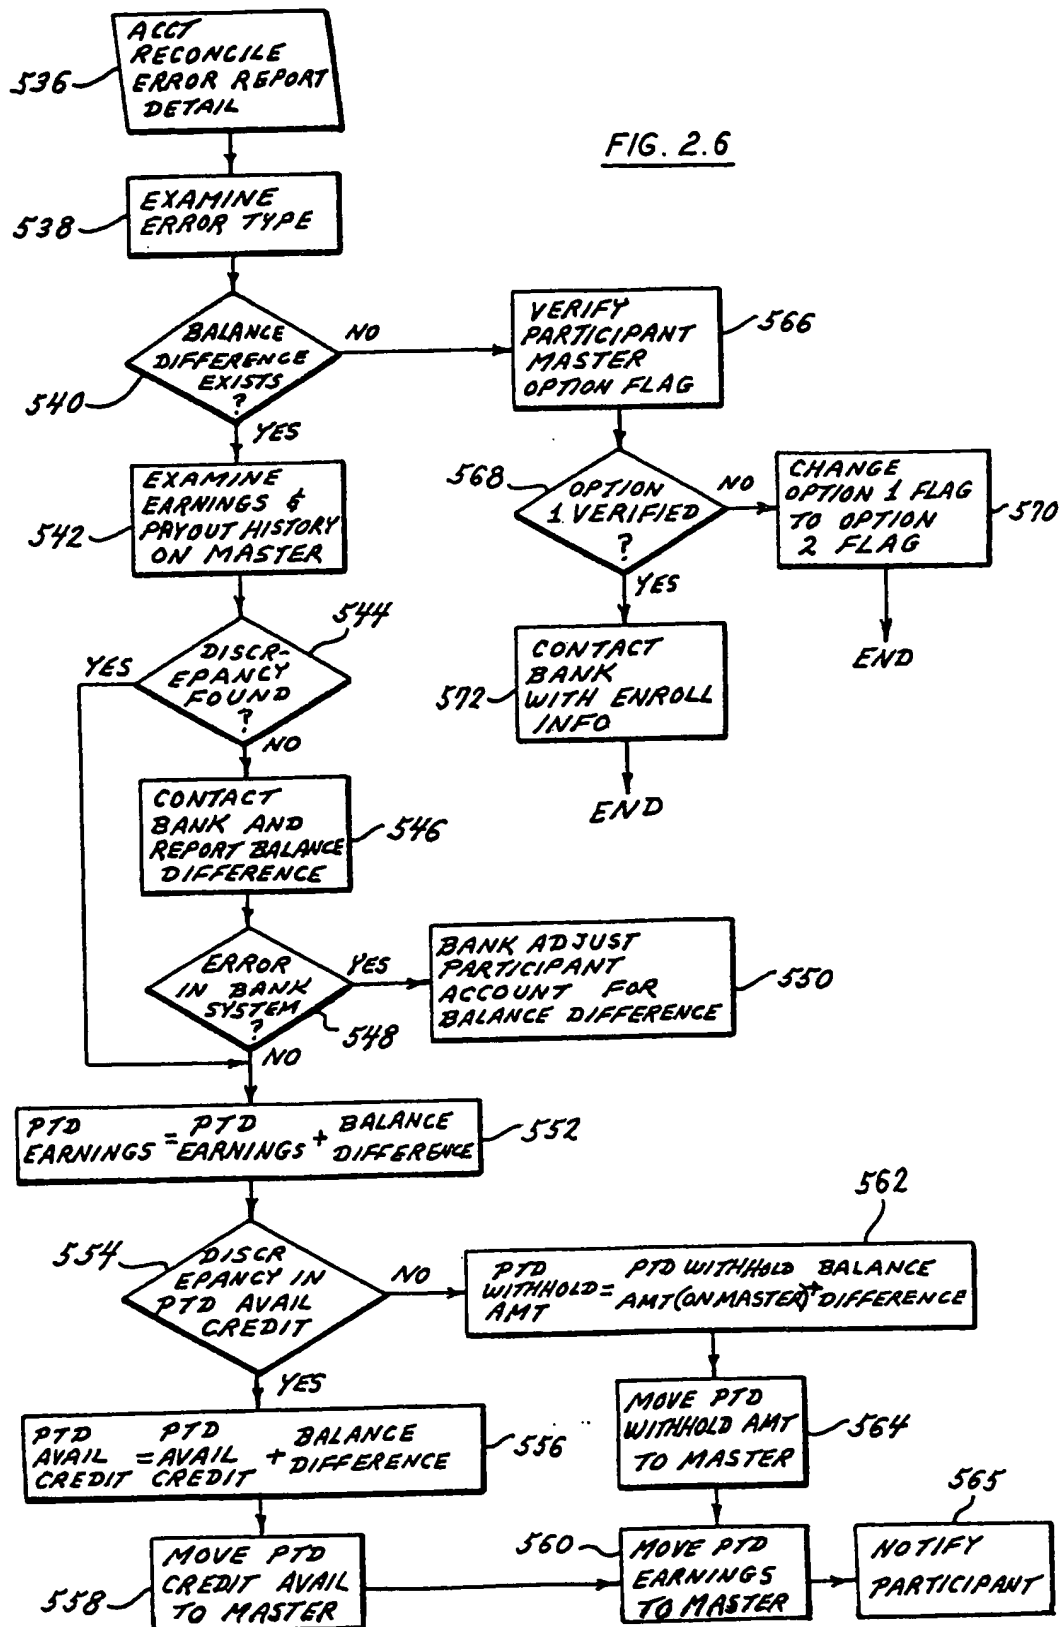 ACCT
RECONCILE
ERROR REPORT
DETAIL
536
FIG. 2.6
EXAMINE
ERROR TYPE
538
BALANCE
DIFFERENCE
EXISTS
?
540
NO
YES
VERIFY
PARTICIPANT
MASTER
OPTION FLAG
566
EXAMINE
EARNINGS &
PAYOUT HISTORY
ON MASTER
542
568
OPTION
1 VERIFIED
?
NO
YES
CHANGE
OPTION 1 FLAG
TO OPTION
2 FLAG
570
END
544
DISCR-
EPANCY
FOUND
?
YES
NO
CONTACT
BANK
WITH ENROLL
INFO
572
END
CONTACT
BANK AND
REPORT BALANCE
DIFFERENCE
546
ERROR
IN BANK
SYSTEM
?
548
YES
NO
BANK ADJUST
PARTICIPANT
ACCOUNT FOR
BALANCE DIFFERENCE
550
PTD PTD BALANCE
EARNINGS = EARNINGS + DIFFERENCE
552
554
DISCR
EPANCY IN
PTD AVAIL
CREDIT
NO
YES
562
PTD PTD WITHHOLD BALANCE
WITHHOLD = AMT (ON MASTER) + DIFFERENCE
AMT
MOVE PTD
WITHHOLD AMT
TO MASTER
564
PTD PTD BALANCE
AVAIL = AVAIL + DIFFERENCE
CREDIT CREDIT
556
MOVE PTD
CREDIT AVAIL
TO MASTER
558
560
MOVE PTD
EARNINGS
TO MASTER
565
NOTIFY
PARTICIPANT